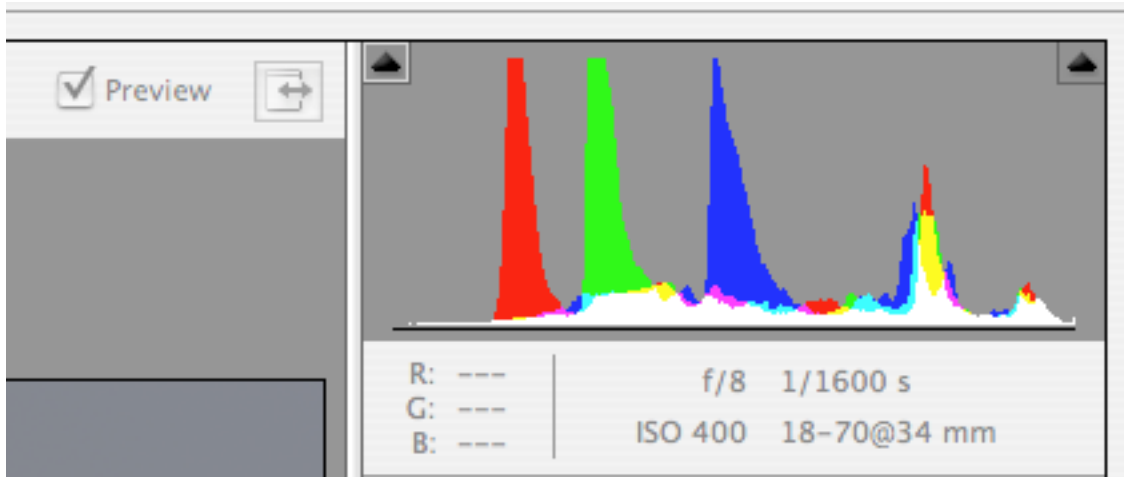 Preview
R: ---
G: ---
B: ---
f/8 1/1600 s
ISO 400 18-70@34 mm